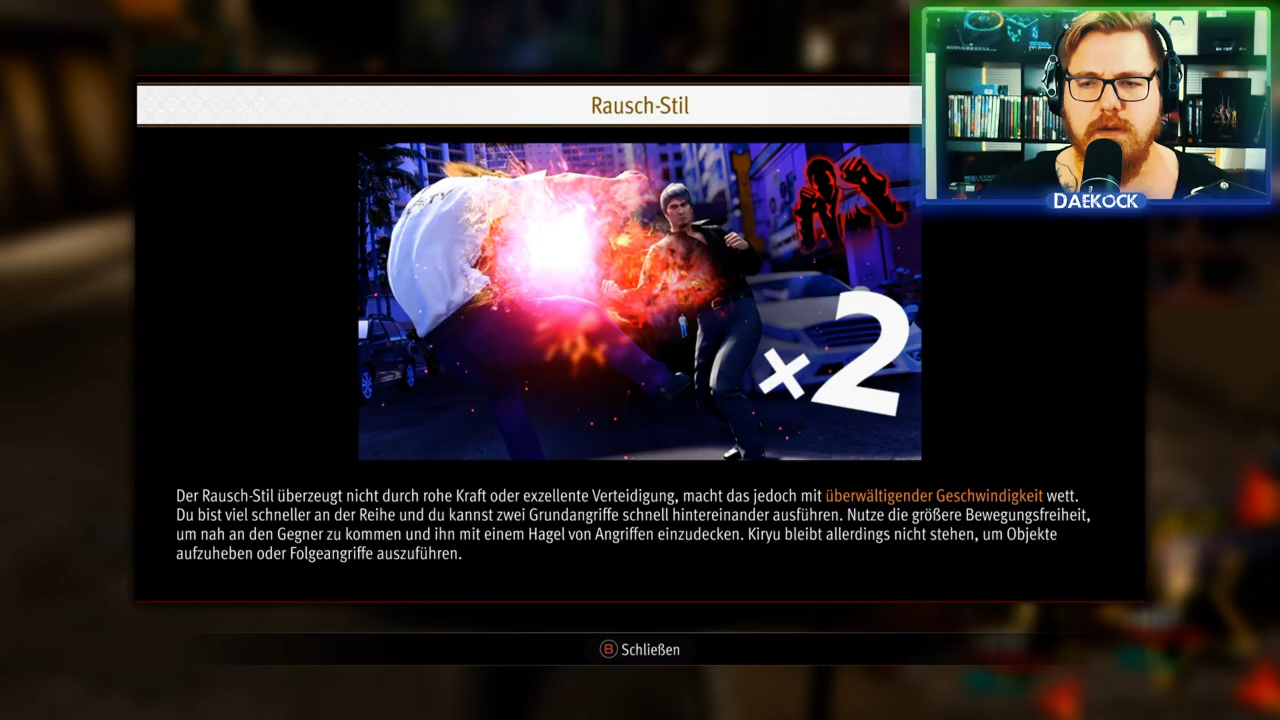 Rausch-Stil
DAEKOCK
×2
Der Rausch-Stil überzeugt nicht durch rohe Kraft oder exzellente Verteidigung, macht das jedoch mit überwältigender Geschwindigkeit wett.
Du bist viel schneller an der Reihe und du kannst zwei Grundangriffe schnell hintereinander ausführen. Nutze die größere Bewegungsfreiheit,
um nah an den Gegner zu kommen und ihn mit einem Hagel von Angriffen einzudecken. Kiryu bleibt allerdings nicht stehen, um Objekte
aufzuheben oder Folgeangriffe auszuführen.
B Schließen